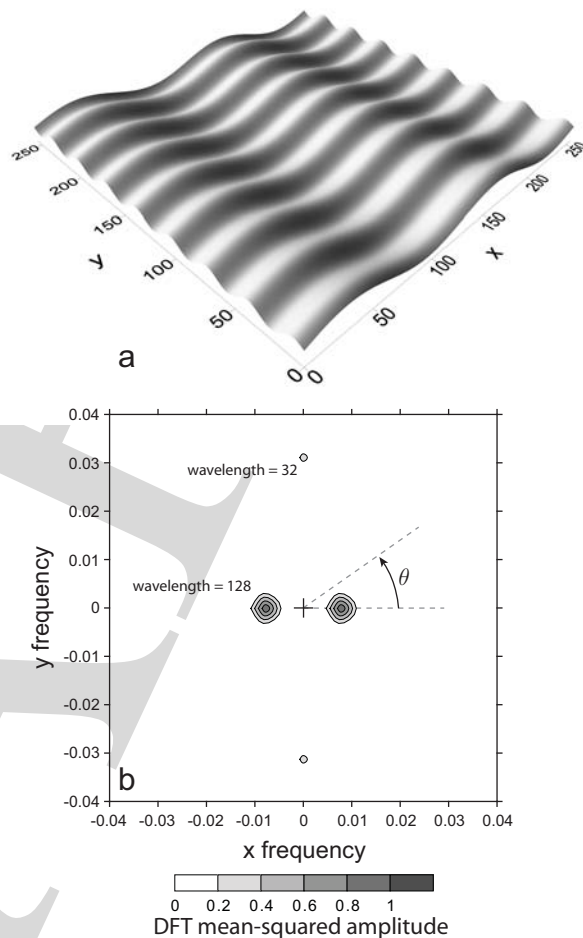 250
200
150
100
50
0
y
0
50
100
150
200
250
x
a
0.04
0.03
0.02
0.01
0
-0.01
-0.02
-0.03
-0.04
y frequency
wavelength = 32
wavelength = 128
θ
b
-0.04 -0.03 -0.02 -0.01 0 0.01 0.02 0.03 0.04
x frequency
0 0.2 0.4 0.6 0.8 1
DFT mean-squared amplitude